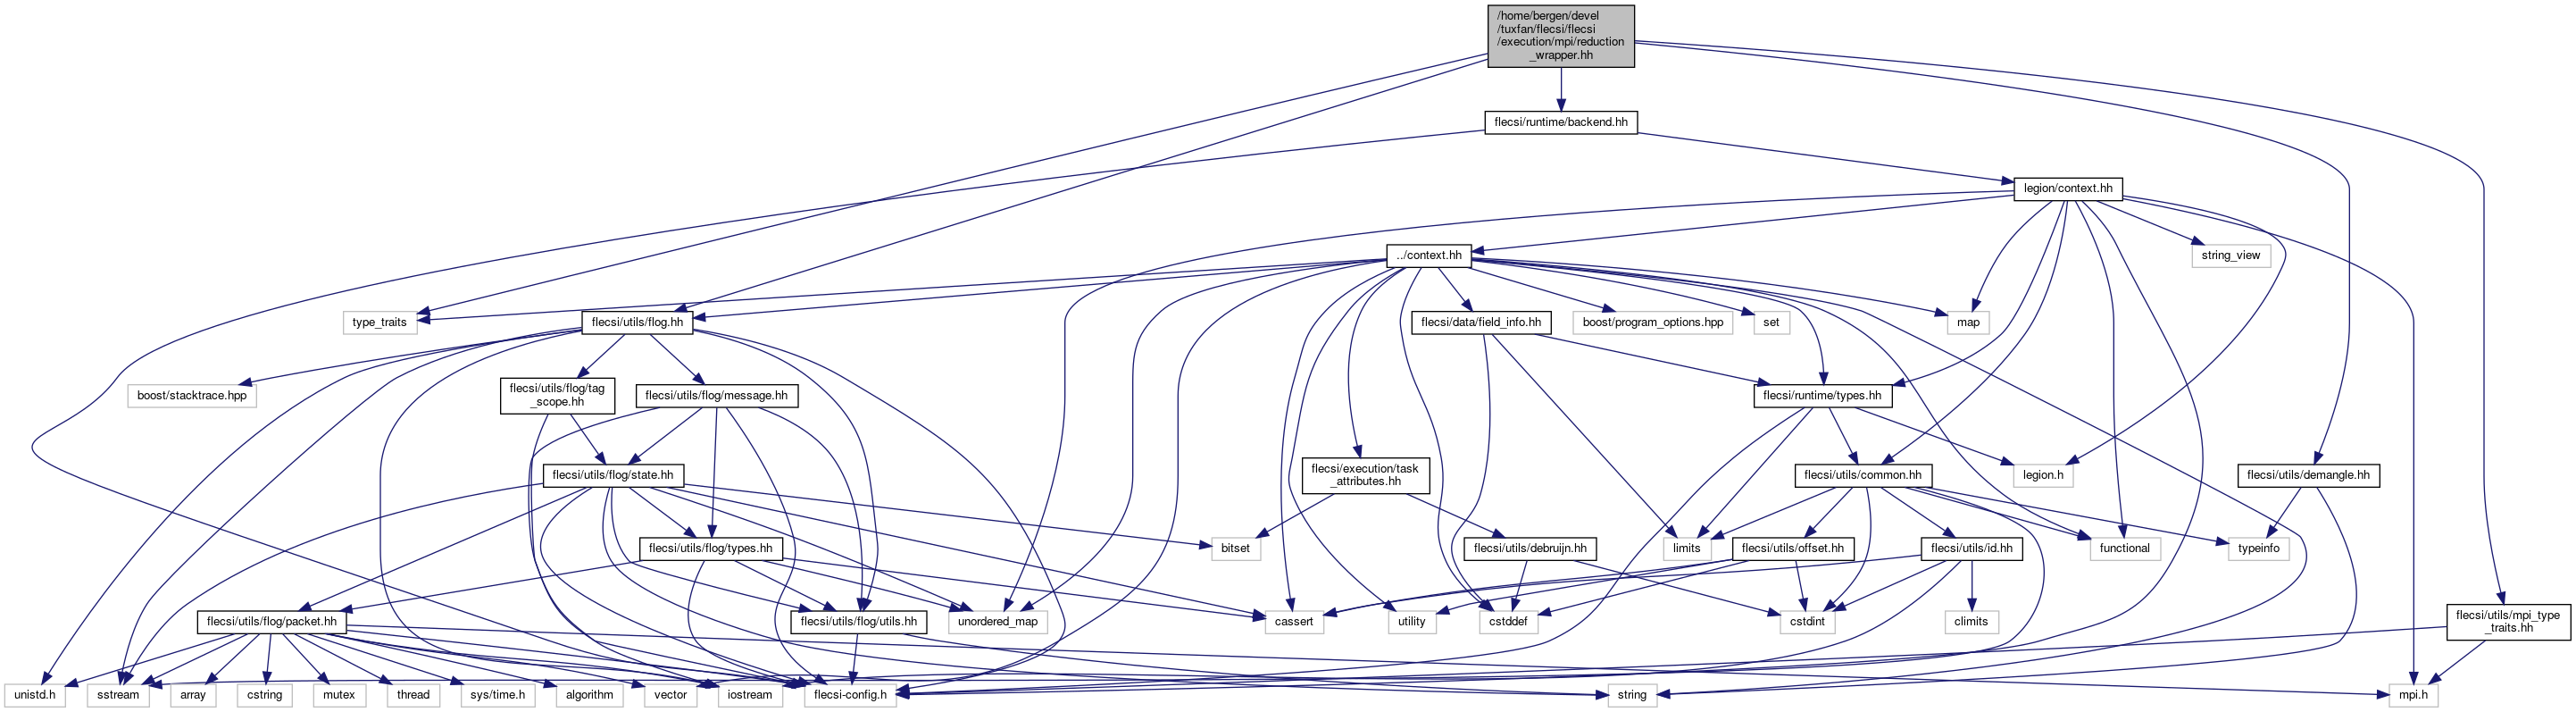 /home/bergen/devel
/tuxfan/flecsi/flecsi
/execution/mpi/reduction
_wrapper.hh
flecsi/runtime/backend.hh
legion/context.hh
../context.hh
string_view
type_traits
flecsi/utils/flog.hh
flecsi/data/field_info.hh
boost/program_options.hpp
set
map
boost/stacktrace.hpp
flecsi/utils/flog/tag
_scope.hh
flecsi/utils/flog/message.hh
flecsi/runtime/types.hh
flecsi/utils/flog/state.hh
flecsi/execution/task
_attributes.hh
flecsi/utils/common.hh
legion.h
flecsi/utils/demangle.hh
flecsi/utils/flog/types.hh
bitset
flecsi/utils/debruijn.hh
limits
flecsi/utils/offset.hh
flecsi/utils/id.hh
functional
typeinfo
flecsi/utils/flog/packet.hh
flecsi/utils/flog/utils.hh
unordered_map
cassert
utility
cstddef
cstdint
climits
flecsi/utils/mpi_type
_traits.hh
unistd.h
sstream
array
cstring
mutex
thread
sys/time.h
algorithm
vector
iostream
flecsi-config.h
string
mpi.h